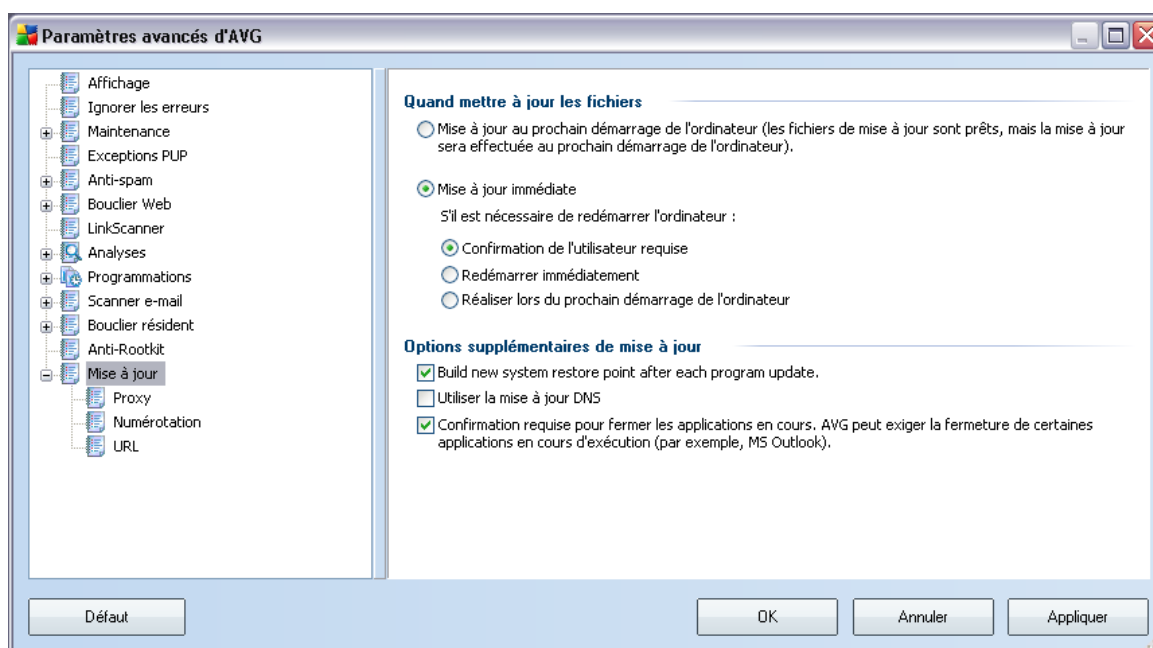 Paramètres avancés d'AVG
Affichage
Ignorer les erreurs
Maintenance
Exceptions PUP
Anti-spam
Bouclier Web
LinkScanner
Analyses
Programmations
Scanner e-mail
Bouclier résident
Anti-Rootkit
Mise à jour
Proxy
Numérotation
URL
Quand mettre à jour les fichiers
Mise à jour au prochain démarrage de l'ordinateur (les fichiers de mise à jour sont prêts, mais la mise à jour
sera effectuée au prochain démarrage de l'ordinateur).
Mise à jour immédiate
S'il est nécessaire de redémarrer l'ordinateur :
Confirmation de l'utilisateur requise
Redémarrer immédiatement
Réaliser lors du prochain démarrage de l'ordinateur
Options supplémentaires de mise à jour
Build new system restore point after each program update.
Utiliser la mise à jour DNS
Confirmation requise pour fermer les applications en cours. AVG peut exiger la fermeture de certaines
applications en cours d'exécution (par exemple, MS Outlook).
Défaut
OK
Annuler
Appliquer